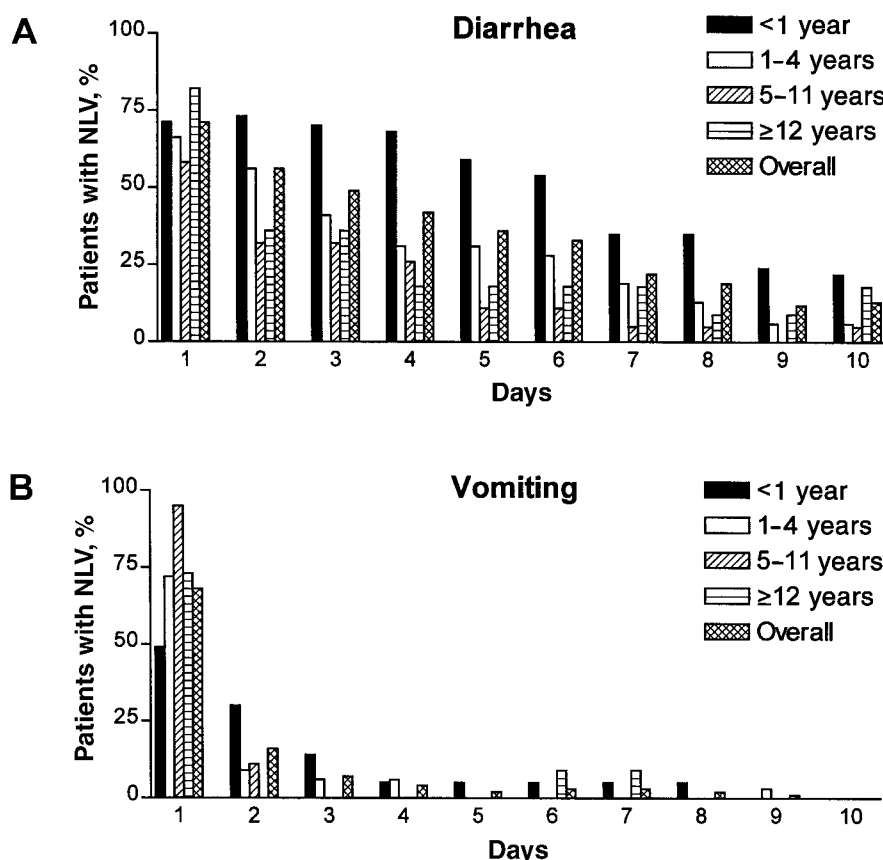 A
Diarrhea
Patients with NLV, %
100
75
50
25
0
<1 year
1–4 years
5–11 years
≥12 years
Overall
1 2 3 4 5 6 7 8 9 10
Days
B
Vomiting
Patients with NLV, %
100
75
50
25
0
<1 year
1–4 years
5–11 years
≥12 years
Overall
1 2 3 4 5 6 7 8 9 10
Days